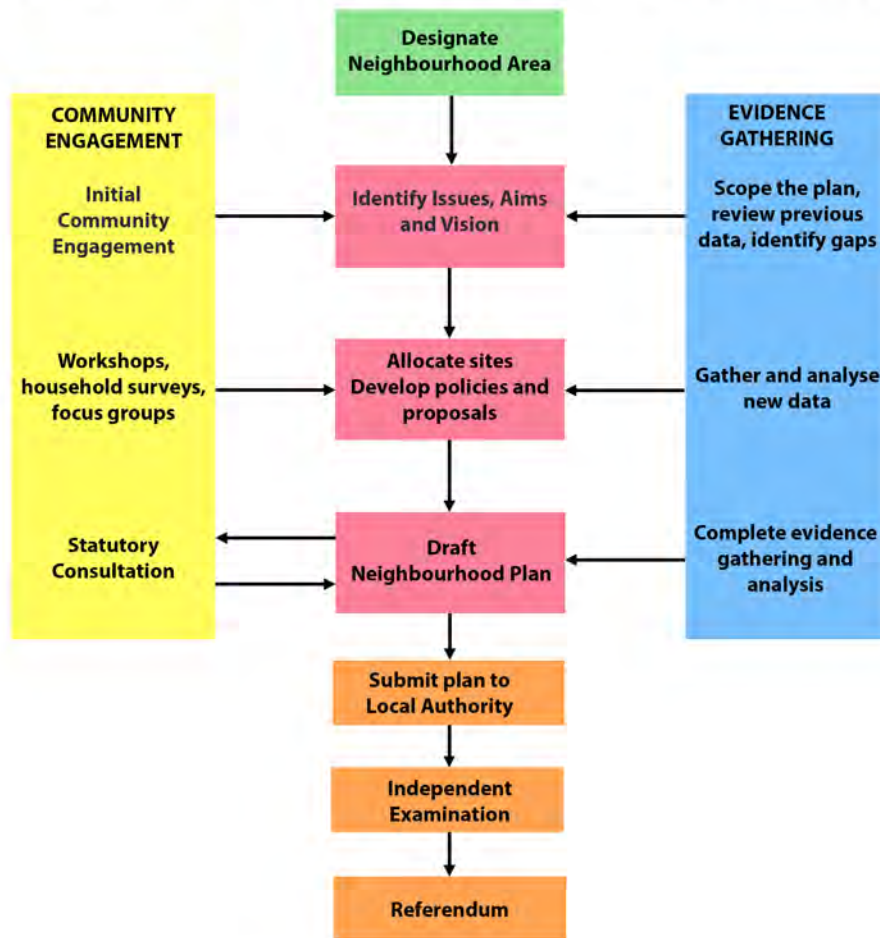 Designate
Neighbourhood Area
COMMUNITY
ENGAGEMENT
Initial
Community
Engagement
Workshops,
household surveys,
focus groups
Statutory
Consultation
Identify Issues, Aims
and Vision
Allocate sites
Develop policies and
proposals
Draft
Neighbourhood Plan
Submit plan to
Local Authority
Independent
Examination
Referendum
EVIDENCE
GATHERING
Scope the plan,
review previous
data, identify gaps
Gather and analyse
new data
Complete evidence
gathering and
analysis